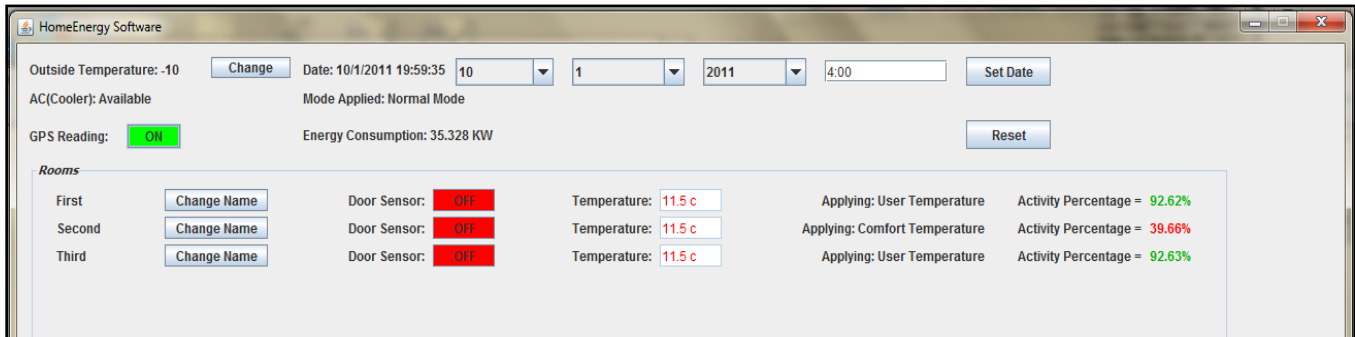 HomeEnergy Software
Outside Temperature: -10 Change Date: 10/1/2011 19:59:35 10 1 2011 4:00 Set Date
AC(Cooler): Available Mode Applied: Normal Mode
GPS Reading: ON Energy Consumption: 35.328 KW Reset
Rooms
First Change Name Door Sensor: OFF Temperature: 11.5 c Applying: User Temperature Activity Percentage = 92.62%
Second Change Name Door Sensor: OFF Temperature: 11.5 c Applying: Comfort Temperature Activity Percentage = 39.66%
Third Change Name Door Sensor: OFF Temperature: 11.5 c Applying: User Temperature Activity Percentage = 92.63%